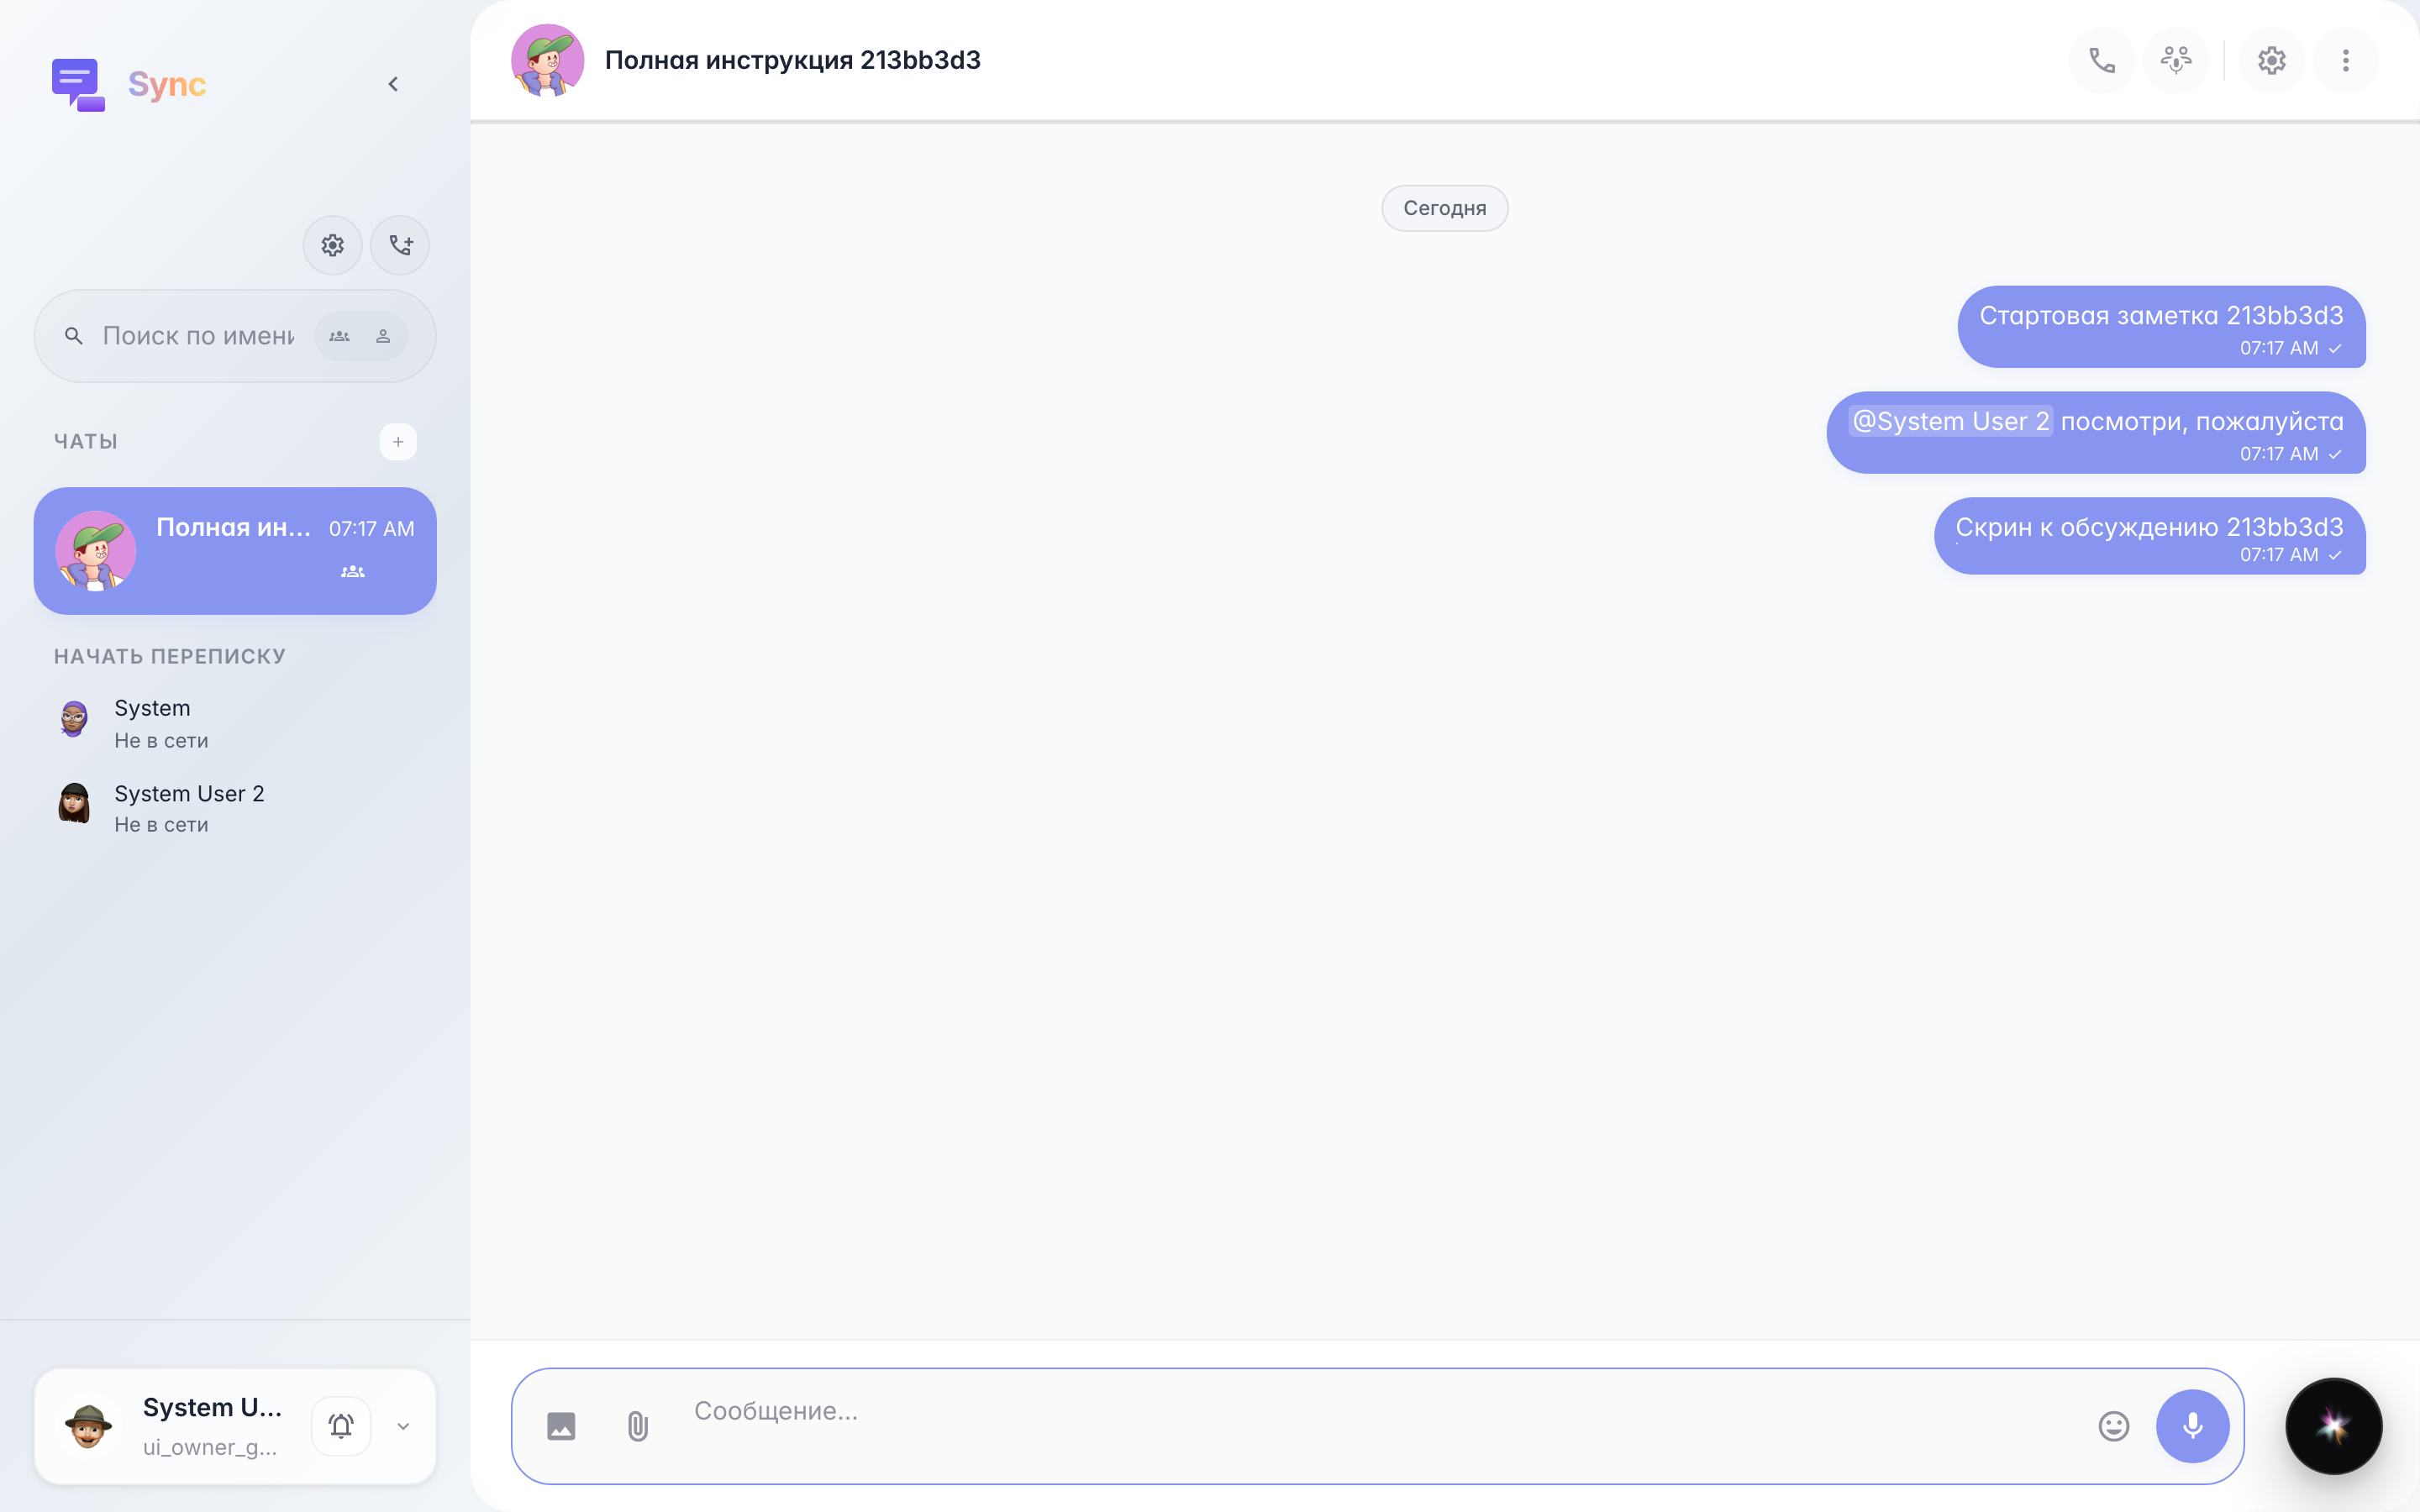 Sync
Поиск по имени
ЧАТЫ
Полная ин... 07:17 AM
НАЧАТЬ ПЕРЕПИСКУ
System
Не в сети
System User 2
Не в сети
System U...
ui_owner_g...
Полная инструкция 213bb3d3
Сегодня
Стартовая заметка 213bb3d3
07:17 AM
@System User 2 посмотри, пожалуйста
07:17 AM
Скрин к обсуждению 213bb3d3
07:17 AM
Сообщение...